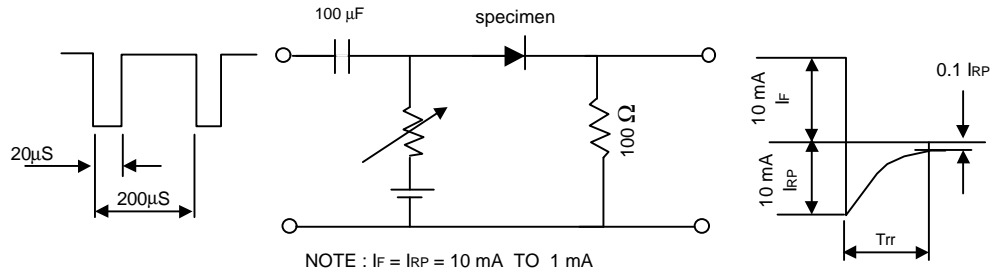 100 μF
specimen
20μS
200μS
100 Ω
10 mA
IF
10 mA
IRP
0.1 IRP
Trr
NOTE : IF = IRP = 10 mA TO 1 mA